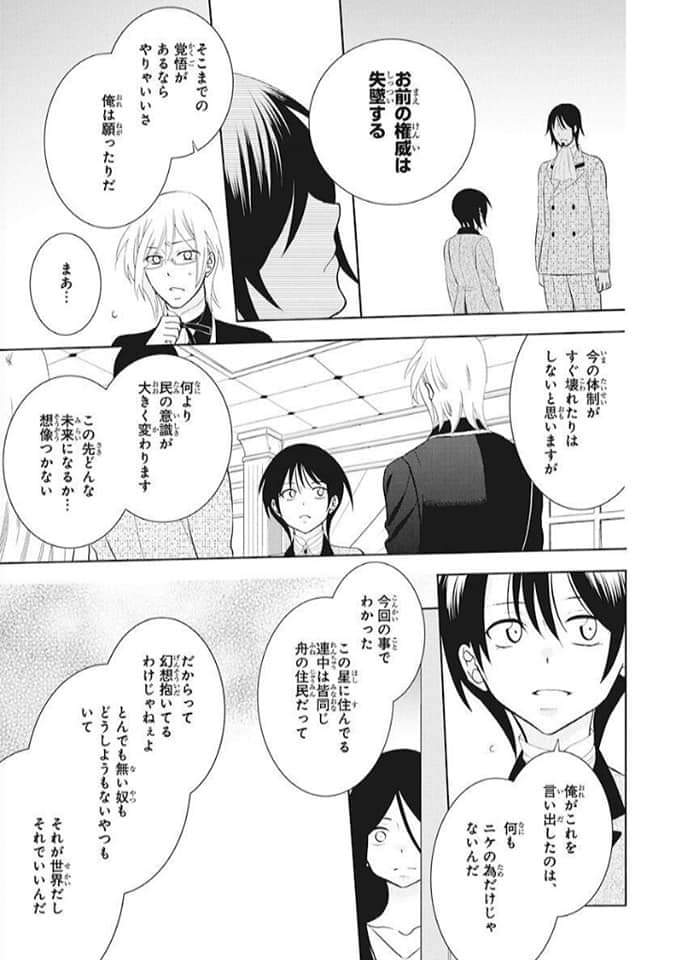 お前の権威は
失墜する
そこまでの
覚悟が
あるなら
やりゃいいさ
俺は願ったりだ
まあ…
今の体制が
すぐ壊れたりは
しないと思いますが
何より
民の意識が
大きく変わります
この先どんな
未来になるか…
想像つかない
俺がこれを
言い出したのは、
何も
ニケの為だけじゃ
ないんだ
今回の事で
わかった
この星に住んでる
連中は皆同じ
舟の住民だって
だからって
幻想抱いてる
わけじゃねぇよ
とんでも無い奴も
どうしようもないやつも
いて
それが世界だし
それでいいんだ